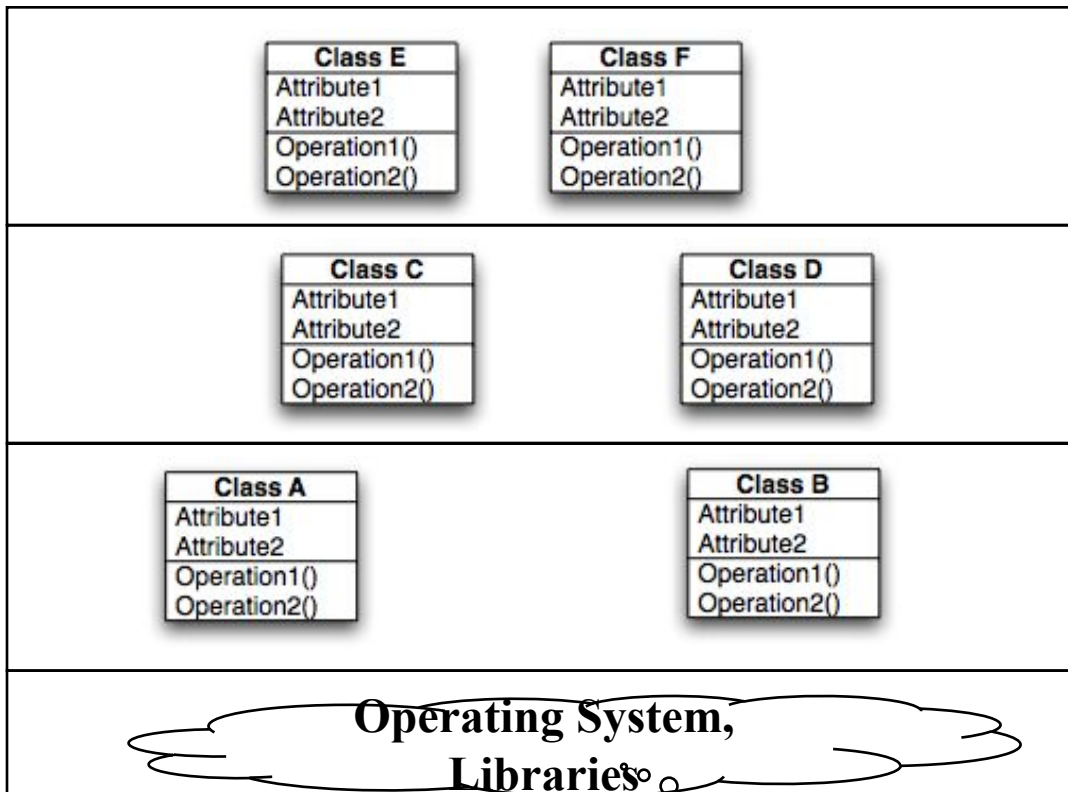 Class E
Attribute1
Attribute2
Operation1()
Operation2()
Class F
Attribute1
Attribute2
Operation1()
Operation2()
Class C
Attribute1
Attribute2
Operation1()
Operation2()
Class D
Attribute1
Attribute2
Operation1()
Operation2()
Class A
Attribute1
Attribute2
Operation1()
Operation2()
Class B
Attribute1
Attribute2
Operation1()
Operation2()
Operating System,
Libraries